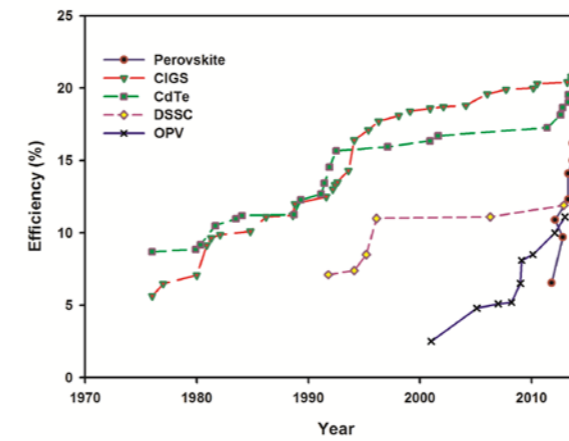 25
20
15
10
5
0
Efficiency (%)
Perovskite
CIGS
CdTe
DSSC
OPV
1970 1980 1990 2000 2010
Year